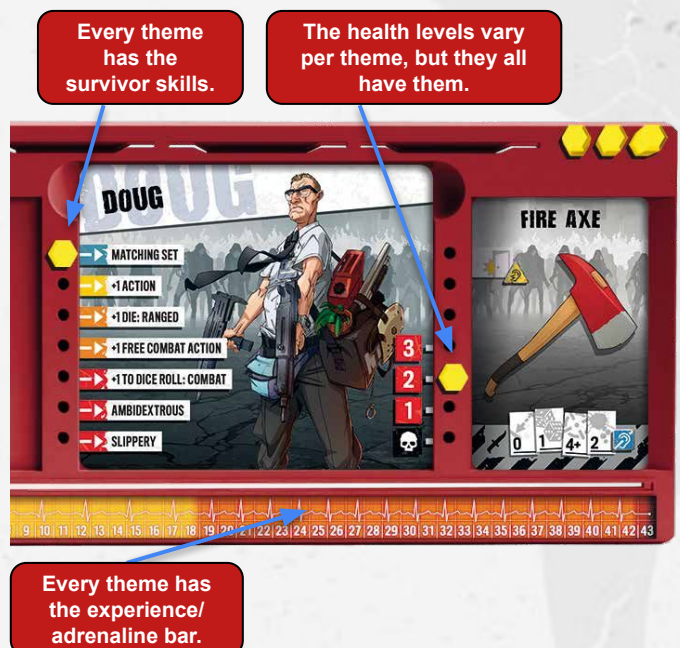 Every theme
has the
survivor skills.
The health levels vary
per theme, but they all
have them.
DOUG
DOUG
MATCHING SET
+1 ACTION
+1 DIE: RANGED
+1 FREE COMBAT ACTION
+1 TO DICE ROLL: COMBAT
AMBIDEXTROUS
SLIPPERY
3
2
1
FIRE AXE
0 1 4+ 2
9 10 11 12 13 14 15 16 17 18 19 20 21 22 23 24 25 26 27 28 29 30 31 32 33 34 35 36 37 38 39 40 41 42 43
Every theme has
the experience/
adrenaline bar.